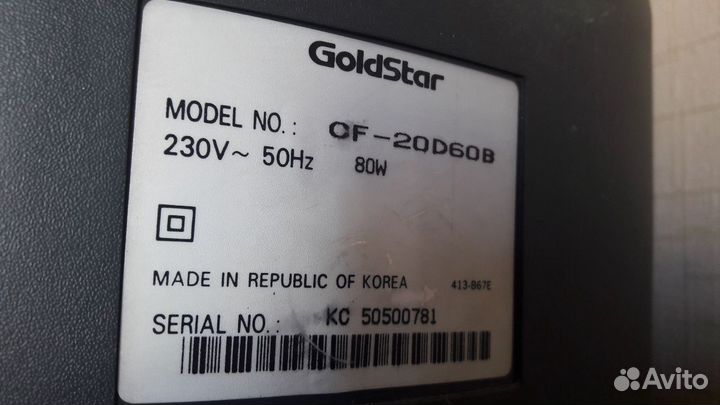 GoldStar
MODEL NO.: CF-20D60B
230V~ 50Hz 80W
MADE IN REPUBLIC OF KOREA 413-B67E
SERIAL NO.: KC 50500781
Avito